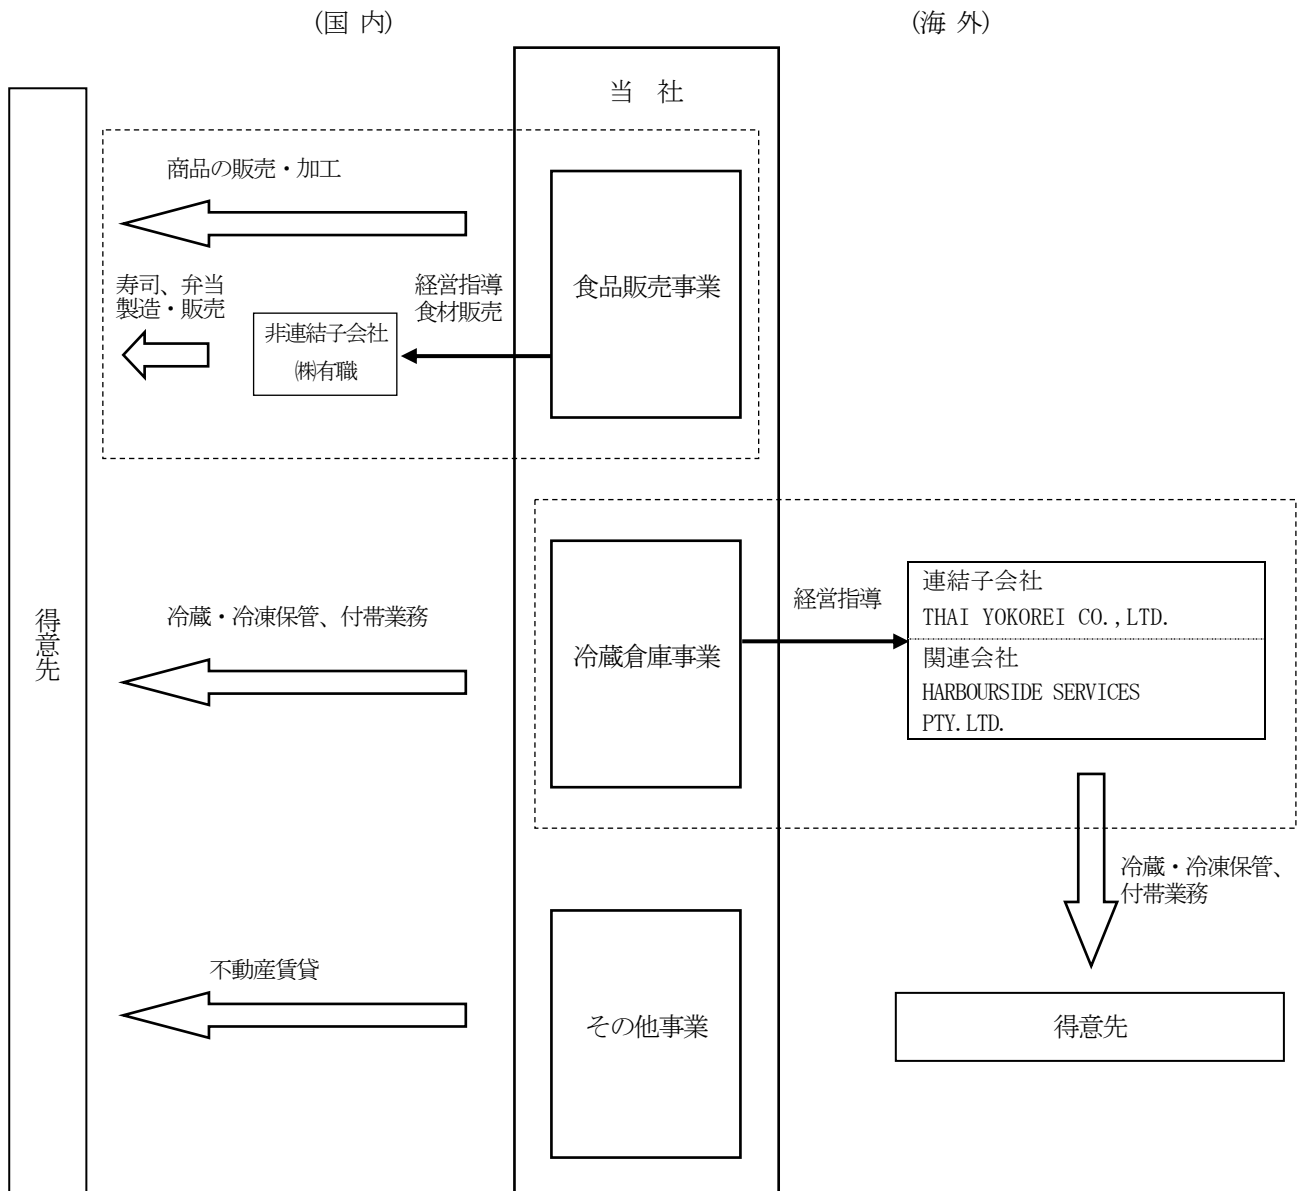 (国 内)
(海 外)
当 社
商品の販売・加工
寿司、弁当
製造・販売
経営指導
食材販売
食品販売事業
非連結子会社
㈱有職
得意先
冷蔵・冷凍保管、付帯業務
冷蔵倉庫事業
経営指導
連結子会社
THAI YOKOREI CO.,LTD.
関連会社
HARBOURSIDE SERVICES
PTY.LTD.
冷蔵・冷凍保管、
付帯業務
不動産賃貸
その他事業
得意先